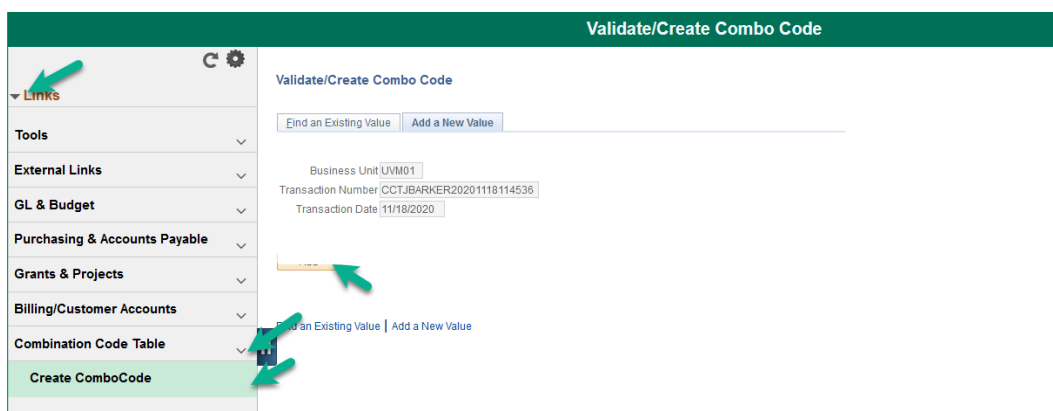 Validate/Create Combo Code
Links
Tools
External Links
GL & Budget
Purchasing & Accounts Payable
Grants & Projects
Billing/Customer Accounts
Combination Code Table
Create ComboCode
Validate/Create Combo Code
Find an Existing Value Add a New Value
Business Unit UVM01
Transaction Number CCTJBARKER20201118114536
Transaction Date 11/18/2020
Find an Existing Value | Add a New Value